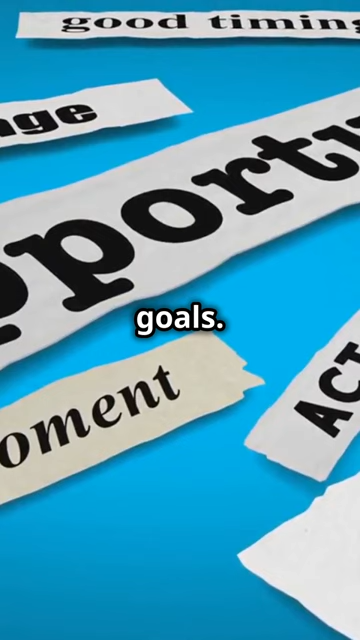 good timing
nge
pportu
goals.
oment
ACT